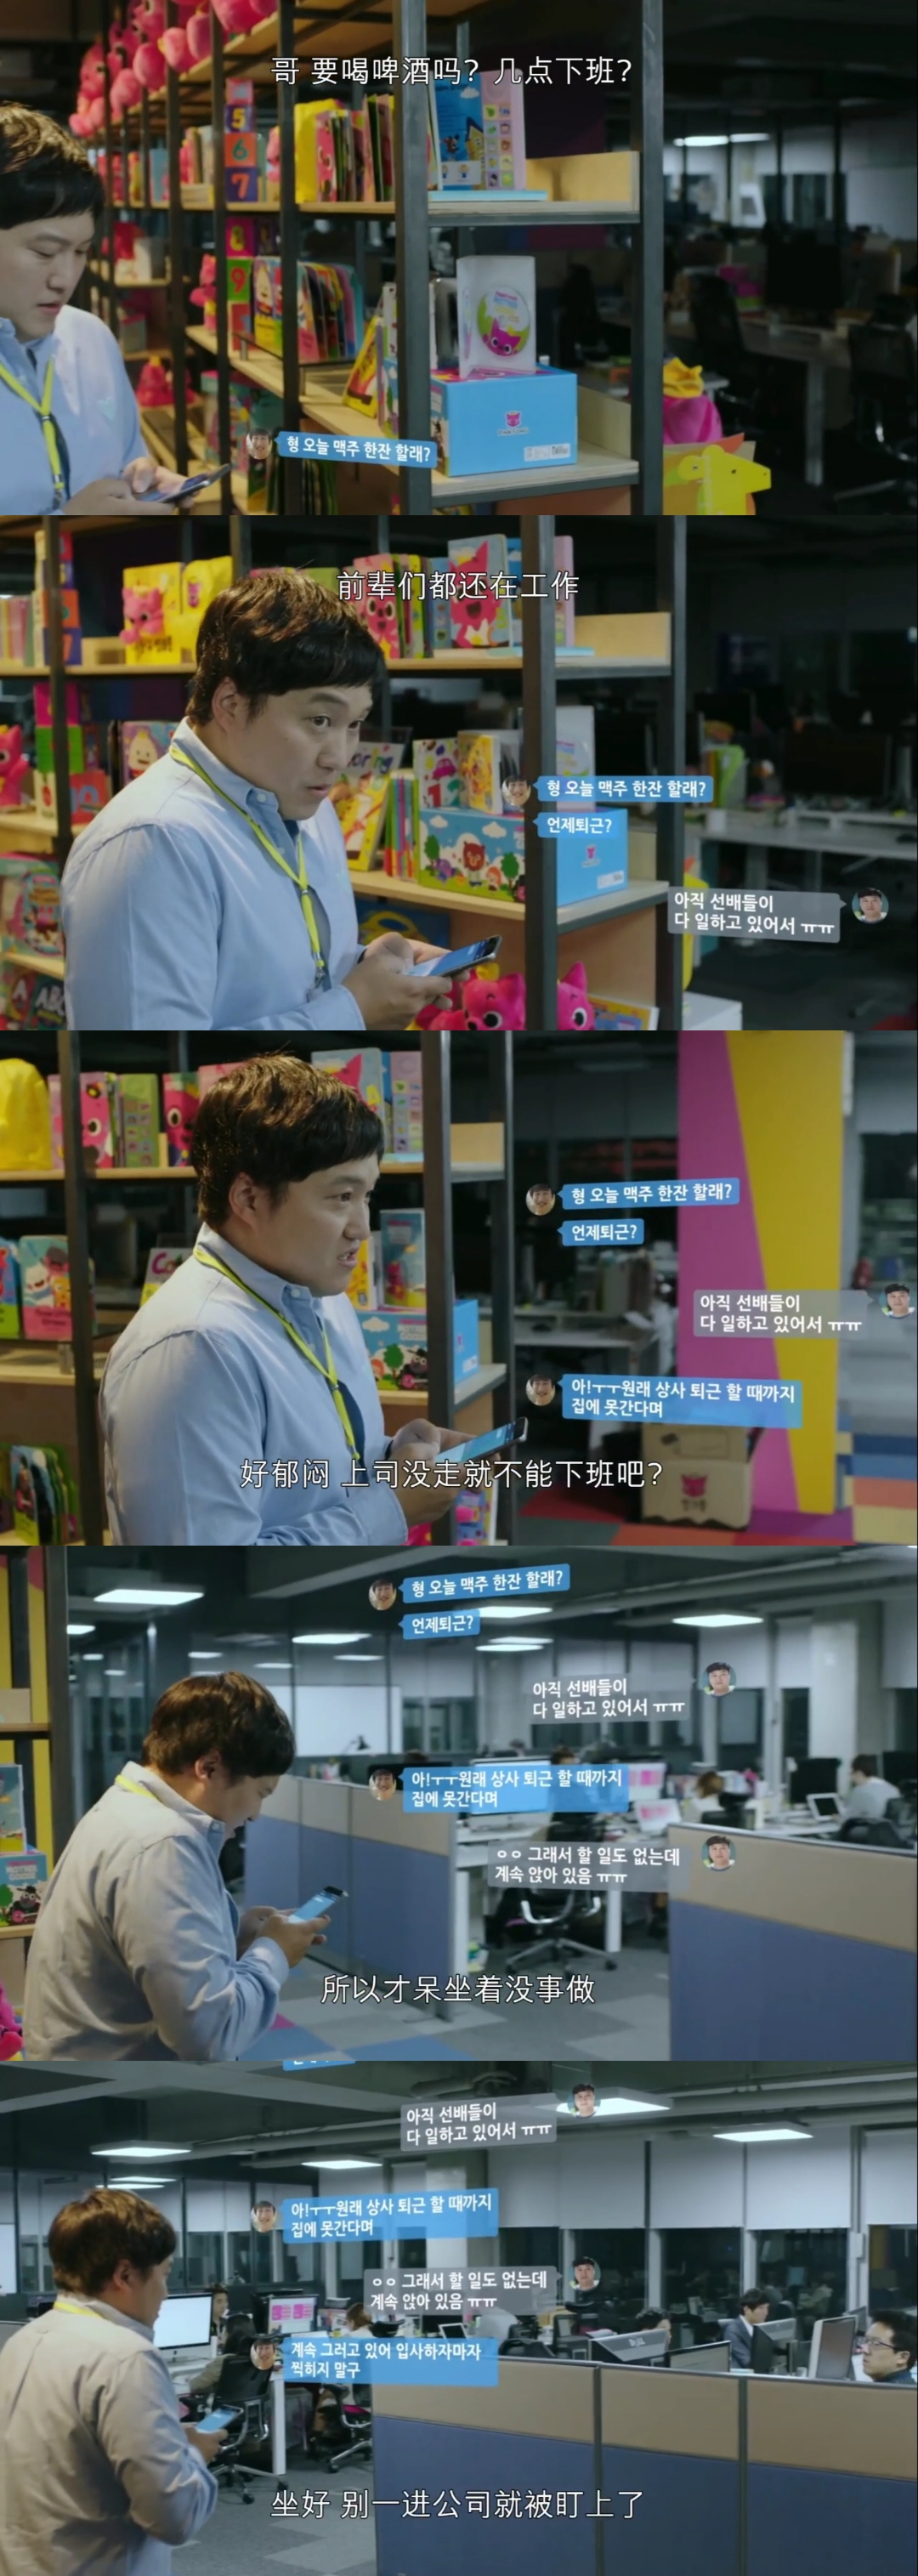 哥 要喝啤酒吗？几点下班？
5
6
7
8
9
형 오늘 맥주 한잔 할래?
前辈们都还在工作
형 오늘 맥주 한잔 할래?
언제퇴근?
아직 선배들이
다 일하고 있어서 ㅠㅠ
형 오늘 맥주 한잔 할래?
언제퇴근?
아직 선배들이
다 일하고 있어서 ㅠㅠ
아!ㅜㅜ원래 상사 퇴근 할 때까지
집에 못간다며
好郁闷 上司没走就不能下班吧？
형 오늘 맥주 한잔 할래?
언제퇴근?
아직 선배들이
다 일하고 있어서 ㅠㅠ
아!ㅜㅜ원래 상사 퇴근 할 때까지
집에 못간다며
ㅇㅇ 그래서 할 일도 없는데
계속 앉아 있음 ㅠㅠ
所以才呆坐着没事做
아직 선배들이
다 일하고 있어서 ㅠㅠ
아!ㅜㅜ원래 상사 퇴근 할 때까지
집에 못간다며
ㅇㅇ 그래서 할 일도 없는데
계속 앉아 있음 ㅠㅠ
계속 그러고 있어 입사하자마자
찍히지 말구
坐好 别一进公司就被盯上了